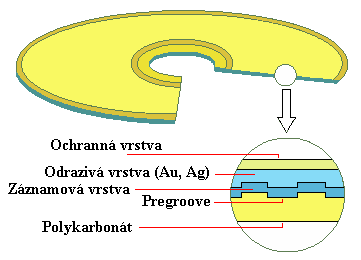 Ochranná vrstva
Odrazivá vrstva (Au, Ag)
Záznamová vrstva
Pregroove
Polykarbonát